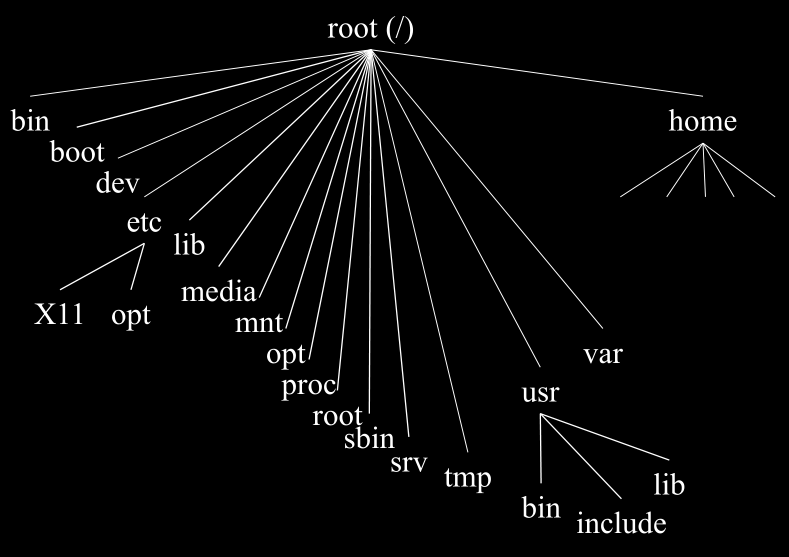 root (/)
bin
home
boot
dev
etc
lib
media
X11
opt
mnt
opt
var
proc
usr
root
sbin
srv
tmp
lib
bin
include